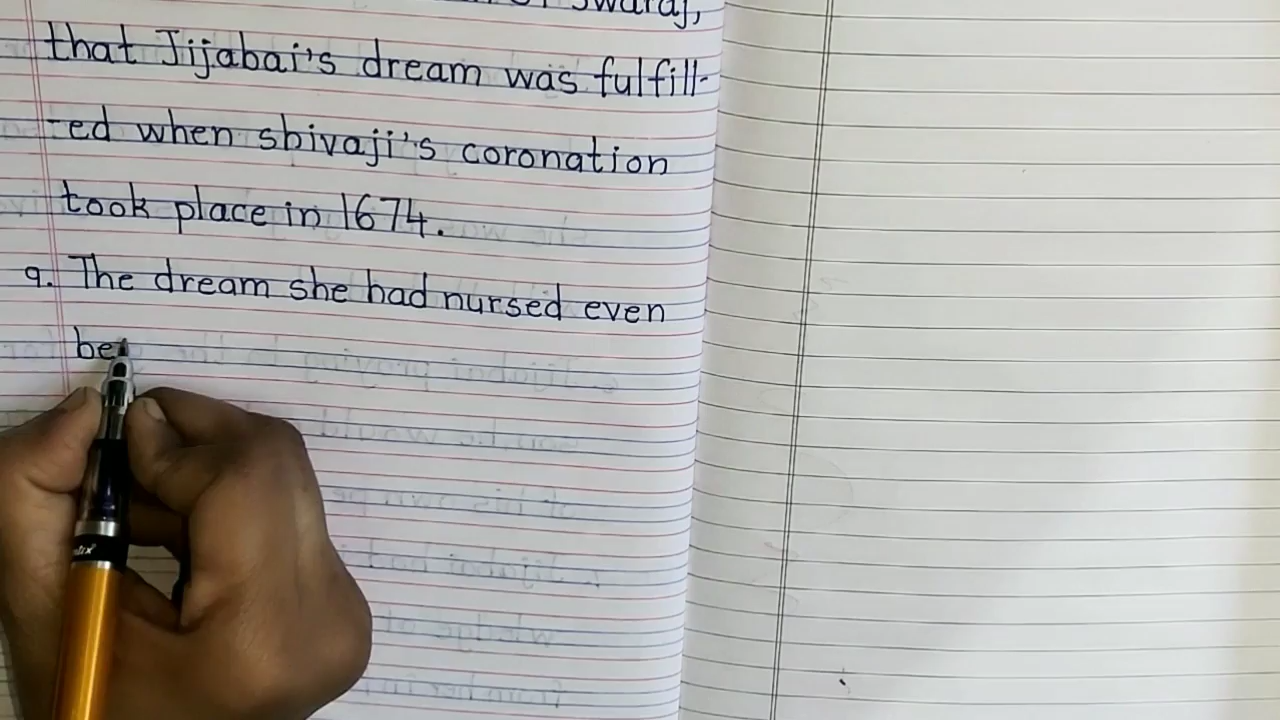 swaraj,
that Jijabai's dream was fulfill-
-ed when shivaji's coronation
took place in 1674.
9. The dream she had nursed even
be